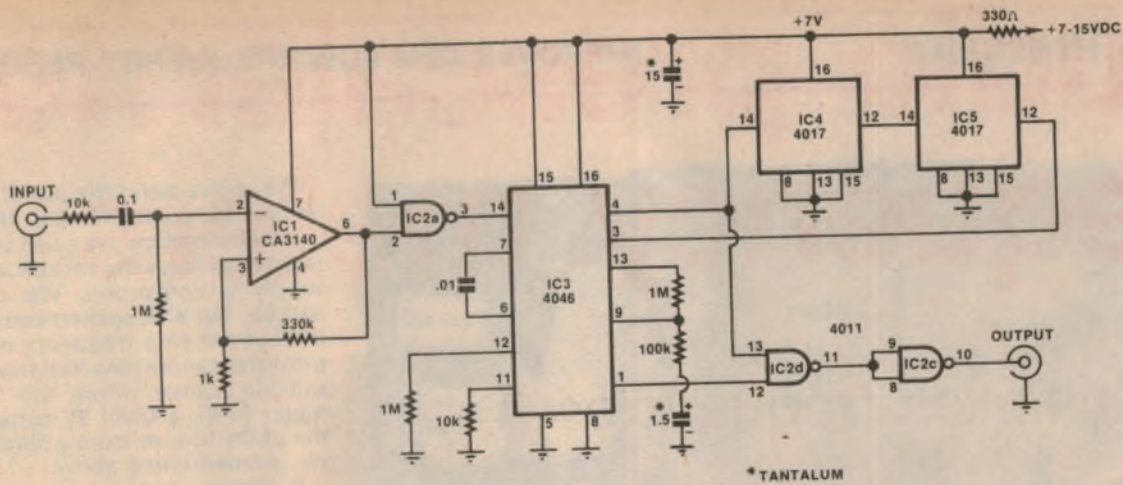 +7V
330Ω
+7-15VDC
*
15
+
−
16
16
14
IC4
4017
12
14
IC5
4017
12
8
13
15
8
13
15
INPUT
10k
0.1
2
−
7
IC1
CA3140
6
+
3
4
1M
330k
1k
1
IC2a
3
2
15
16
14
7
.01
6
12
11
1M
10k
IC3
4046
4
3
13
9
1
5
8
1M
100k
*
1.5
+
−
4011
13
IC2d
11
12
9
IC2c
10
8
OUTPUT
*TANTALUM